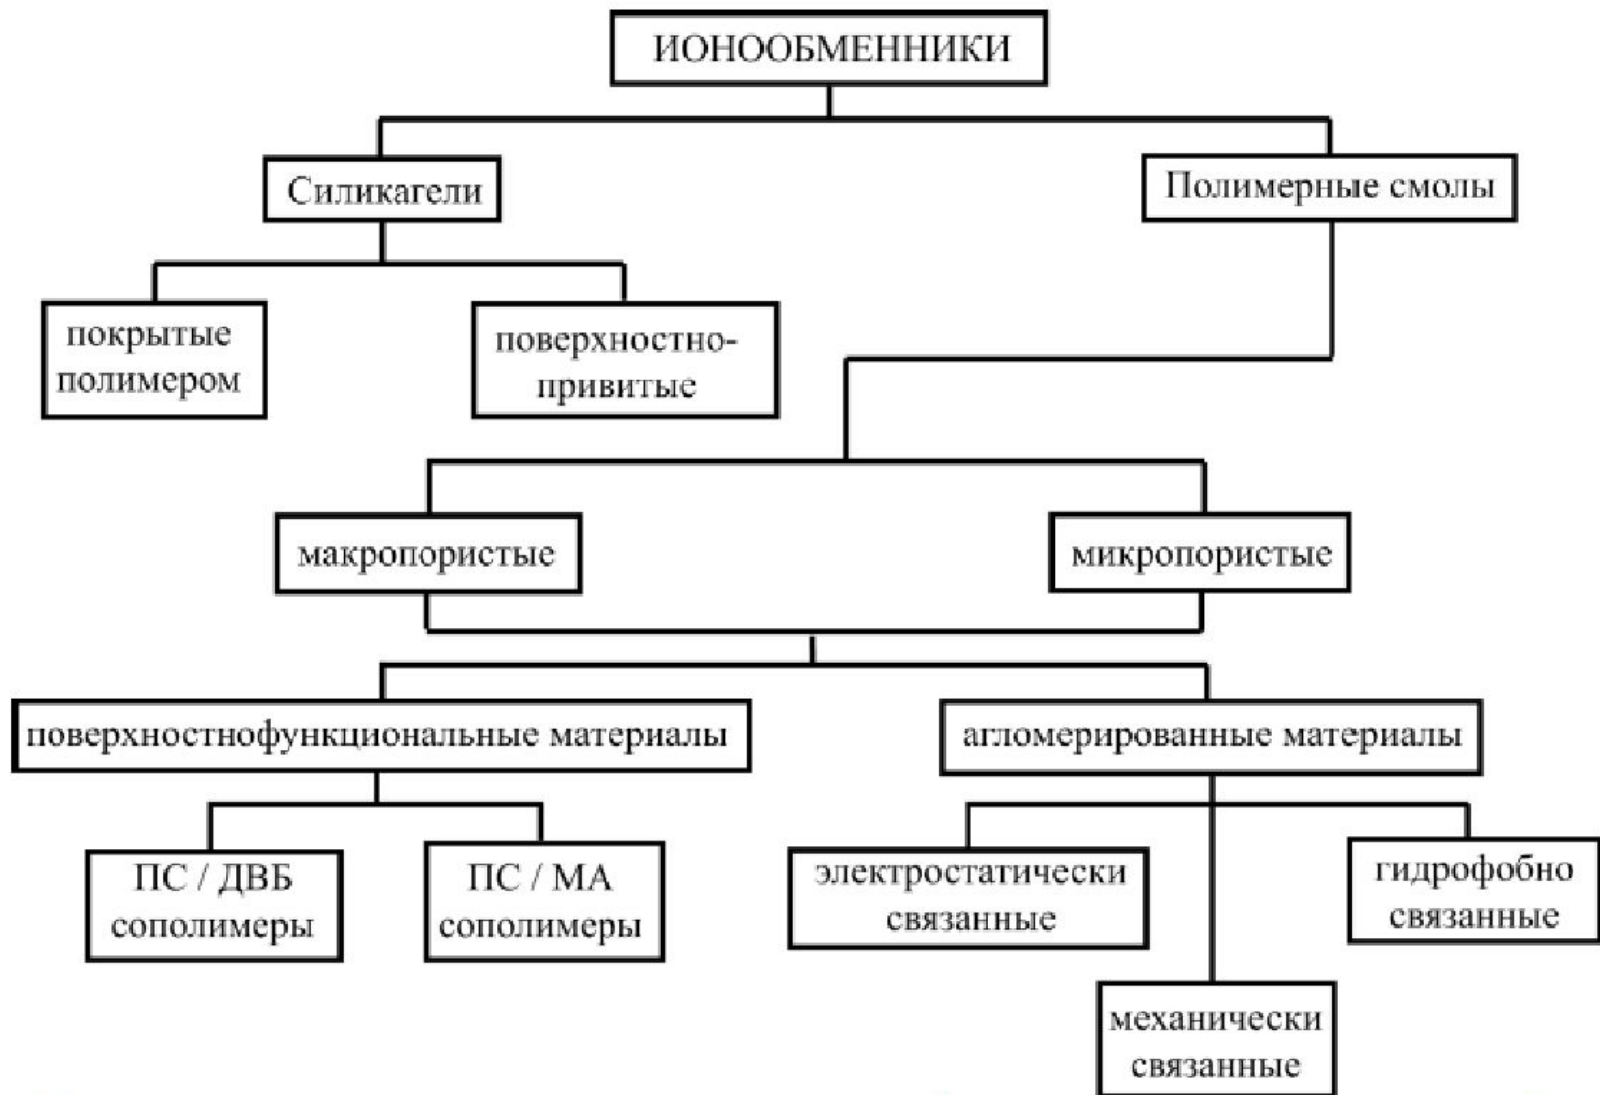 ИОНООБМЕННИКИ
Силикагели
Полимерные смолы
покрытые
полимером
поверхностно-
привитые
макропористые
микропористые
поверхностнофункциональные материалы
агломерированные материалы
ПС / ДВБ
сополимеры
ПС / МА
сополимеры
электростатически
связанные
гидрофобно
связанные
механически
связанные